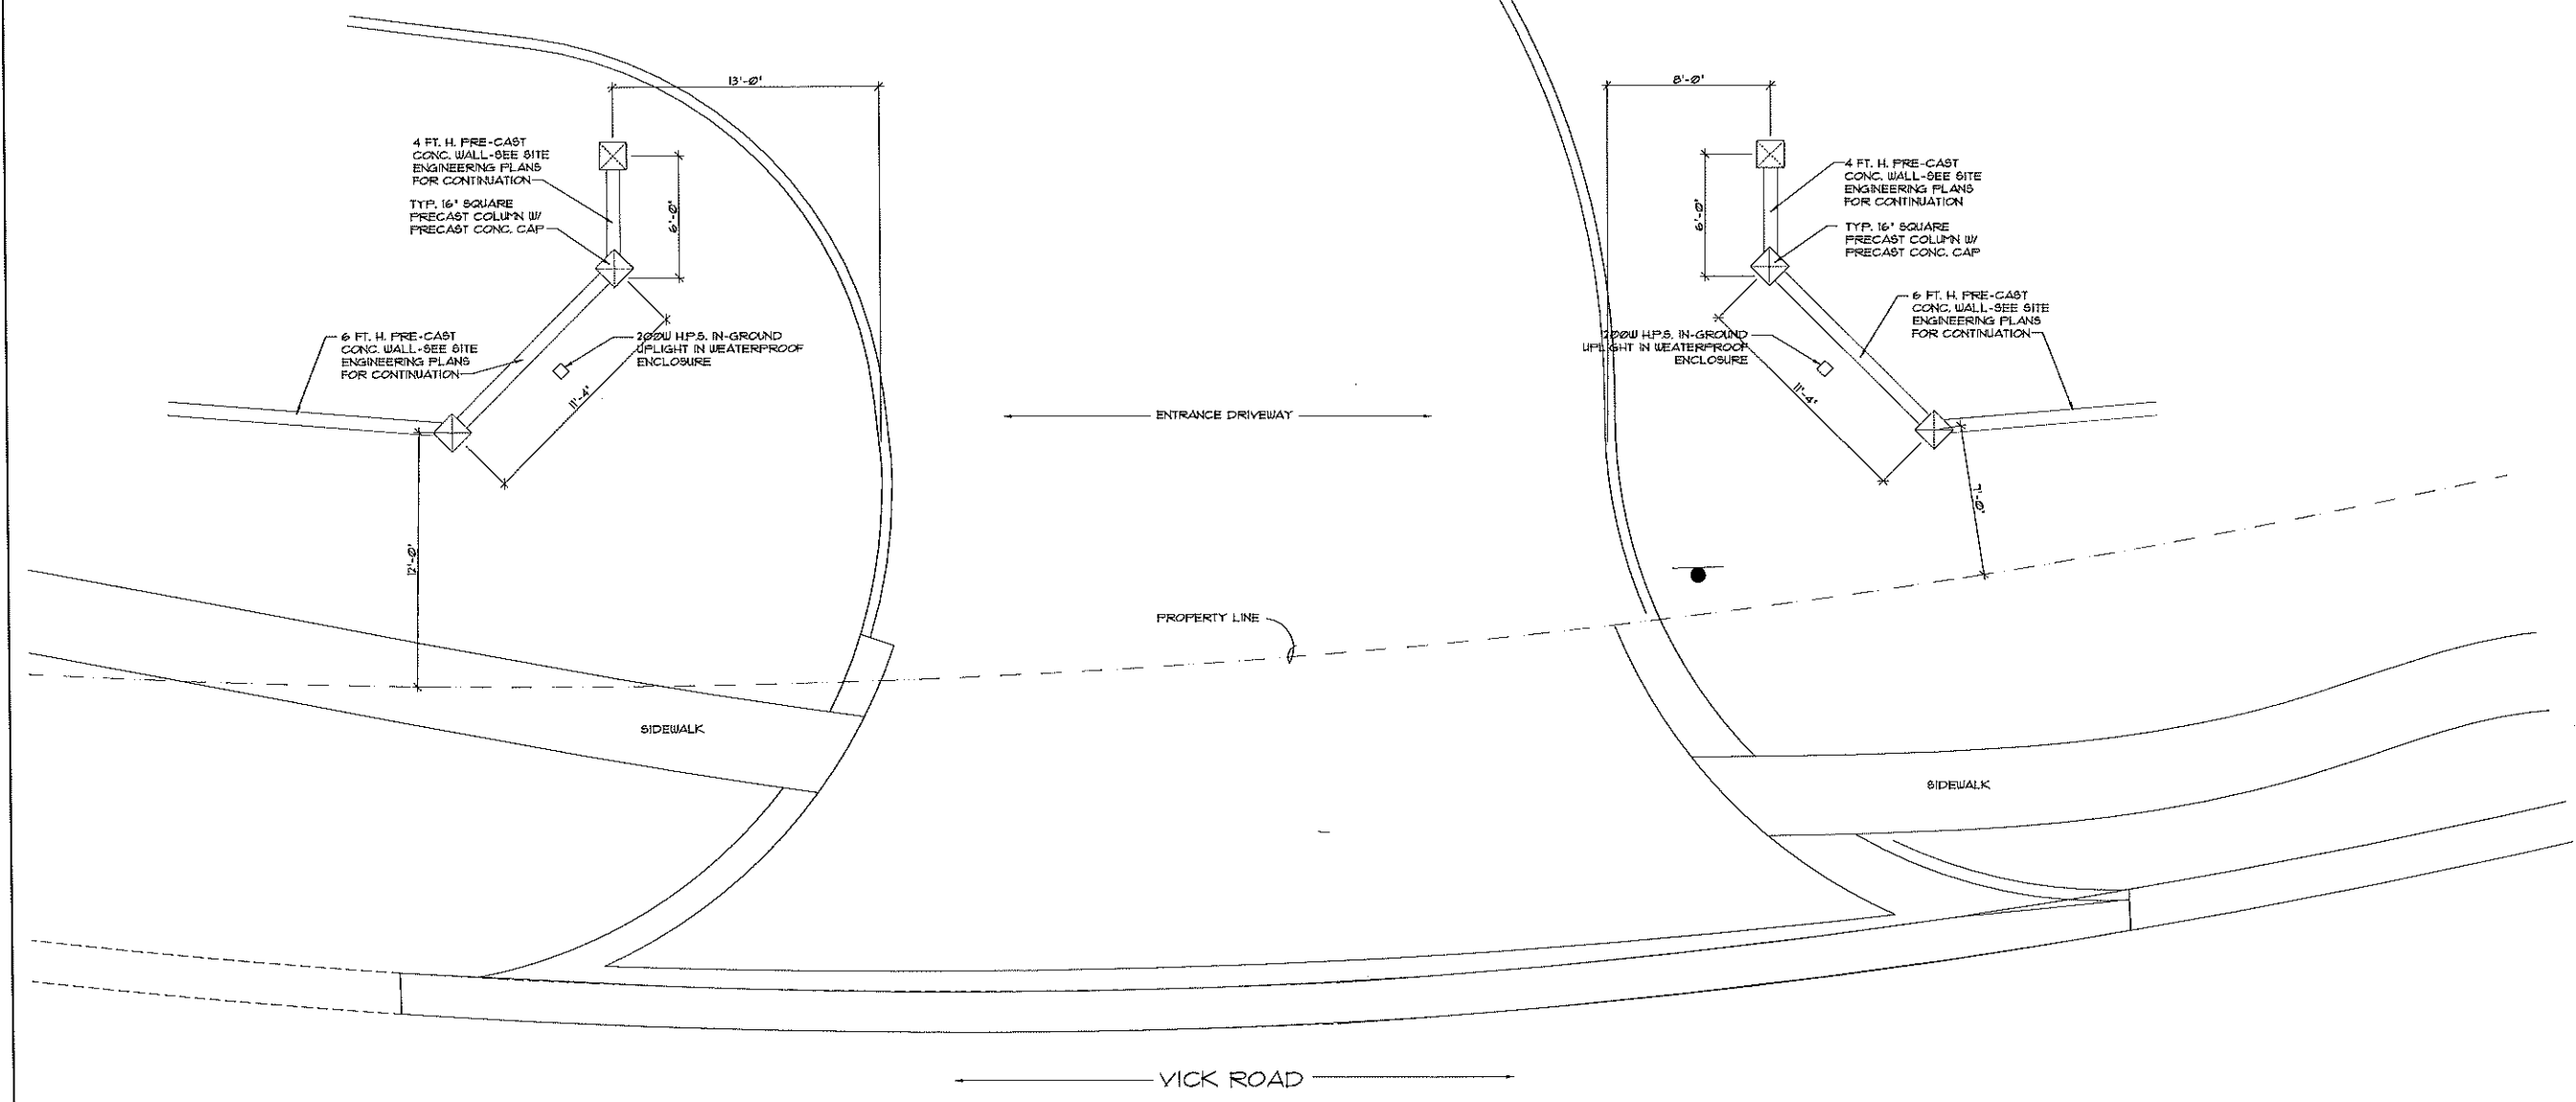 13'-0"
8'-0"
4 FT. H. PRE-CAST
CONC. WALL-SEE SITE
ENGINEERING PLANS
FOR CONTINUATION
TYP. 16" SQUARE
PRECAST COLUMN W/
PRECAST CONC. CAP
6'-0"
6'-0"
4 FT. H. PRE-CAST
CONC. WALL-SEE SITE
ENGINEERING PLANS
FOR CONTINUATION
TYP. 16" SQUARE
PRECAST COLUMN W/
PRECAST CONC. CAP
6 FT. H. PRE-CAST
CONC. WALL-SEE SITE
ENGINEERING PLANS
FOR CONTINUATION
200W H.P.S. IN-GROUND
UPLIGHT IN WEATERPROOF
ENCLOSURE
11'-4"
200W H.P.S. IN-GROUND
UPLIGHT IN WEATERPROOF
ENCLOSURE
11'-4"
6 FT. H. PRE-CAST
CONC. WALL-SEE SITE
ENGINEERING PLANS
FOR CONTINUATION
ENTRANCE DRIVEWAY
12'-0"
7'-0"
PROPERTY LINE
SIDEWALK
SIDEWALK
VICK ROAD